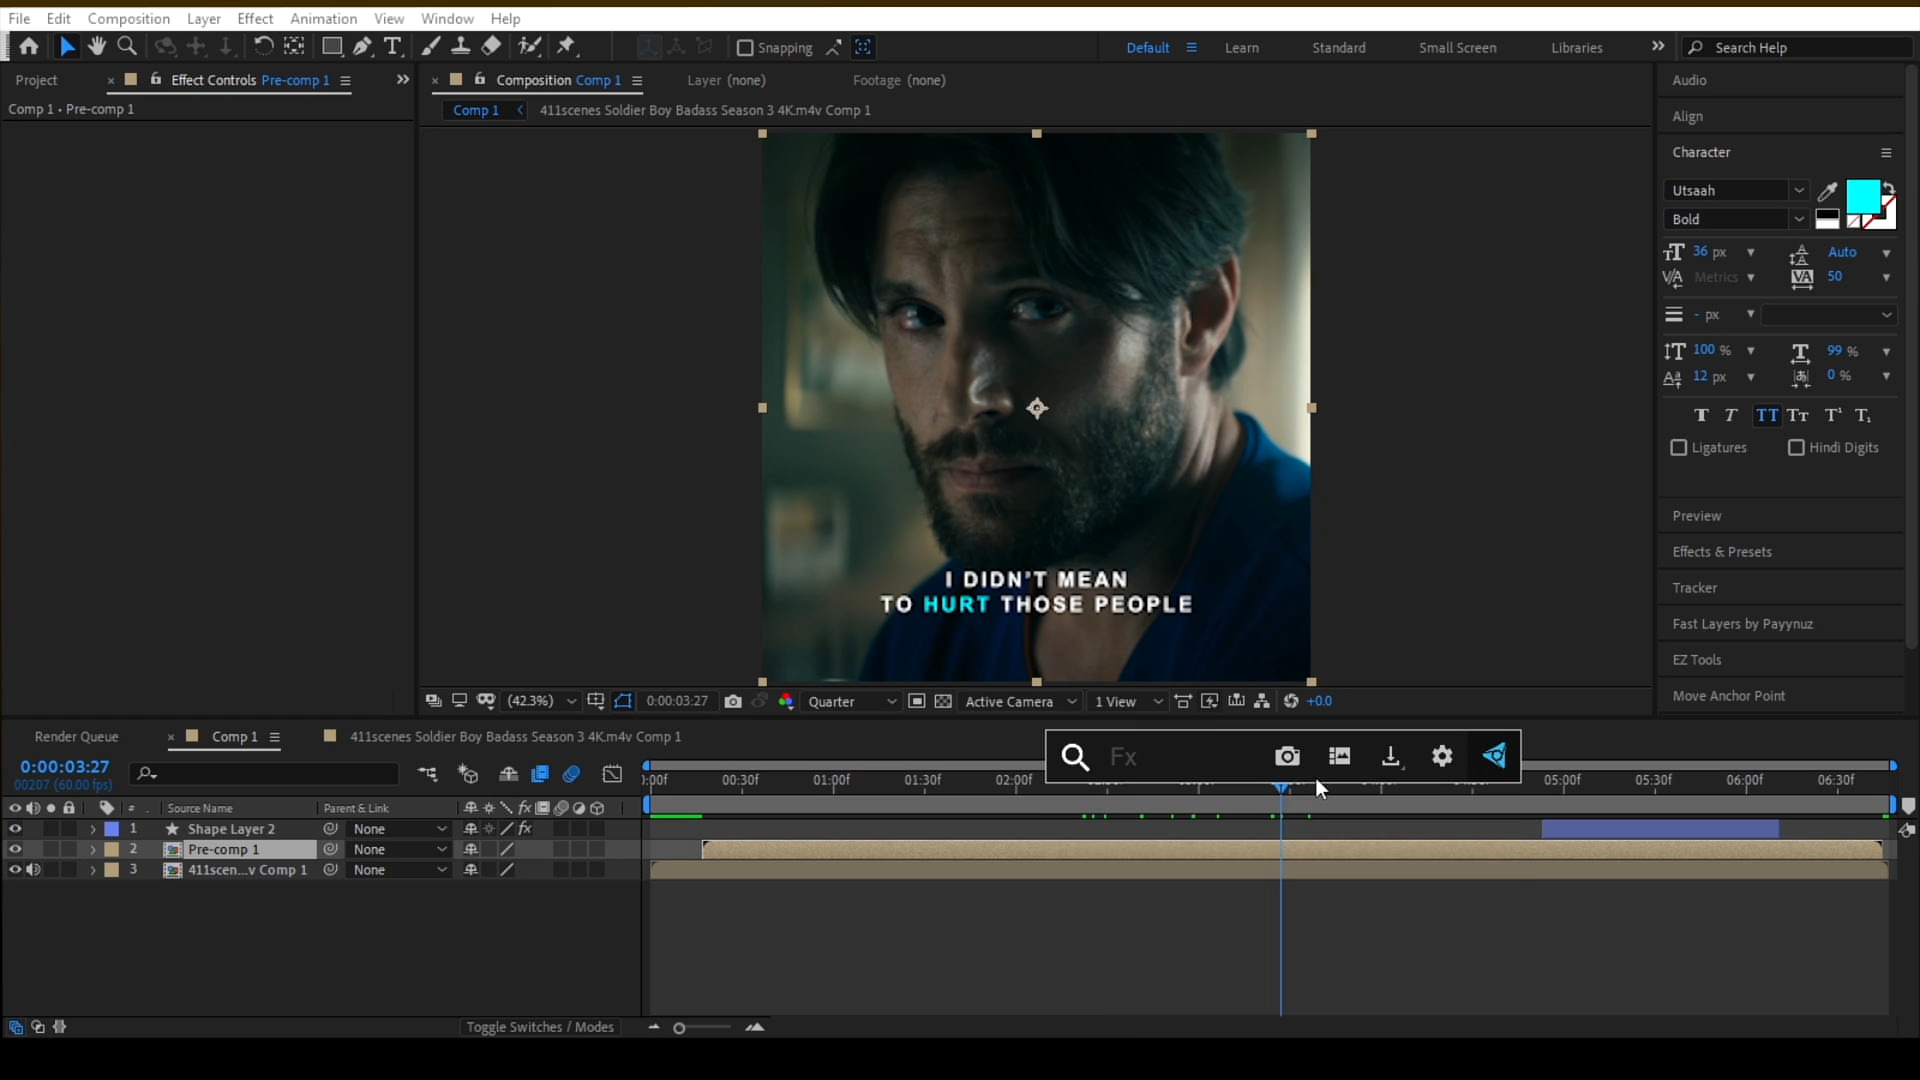 File Edit Composition Layer Effect Animation View Window Help
Snapping
Default Learn Standard Small Screen Libraries Search Help
Project Effect Controls Pre-comp 1 Composition Comp 1 Layer (none) Footage (none)
Comp 1 • Pre-comp 1
Comp 1 411scenes Soldier Boy Badass Season 3 4K.m4v Comp 1
I DIDN'T MEAN
TO HURT THOSE PEOPLE
(42.3%) 0:00:03:27 Quarter Active Camera 1 View +0.0
Audio
Align
Character
Utsaah
Bold
36 px Auto
Metrics 50
- px
100 % 99 %
12 px 0 %
Ligatures Hindi Digits
Preview
Effects & Presets
Tracker
Fast Layers by Payynuz
EZ Tools
Move Anchor Point
Render Queue Comp 1 411scenes Soldier Boy Badass Season 3 4K.m4v Comp 1
Fx
0:00:03:27
00207 (60.00 fps)
:00f 00:30f 01:00f 01:30f 02:00f 05:00f 05:30f 06:00f 06:30f
# Source Name Parent & Link fx
1 Shape Layer 2 None fx
2 Pre-comp 1 None
3 411scen...v Comp 1 None
Toggle Switches / Modes